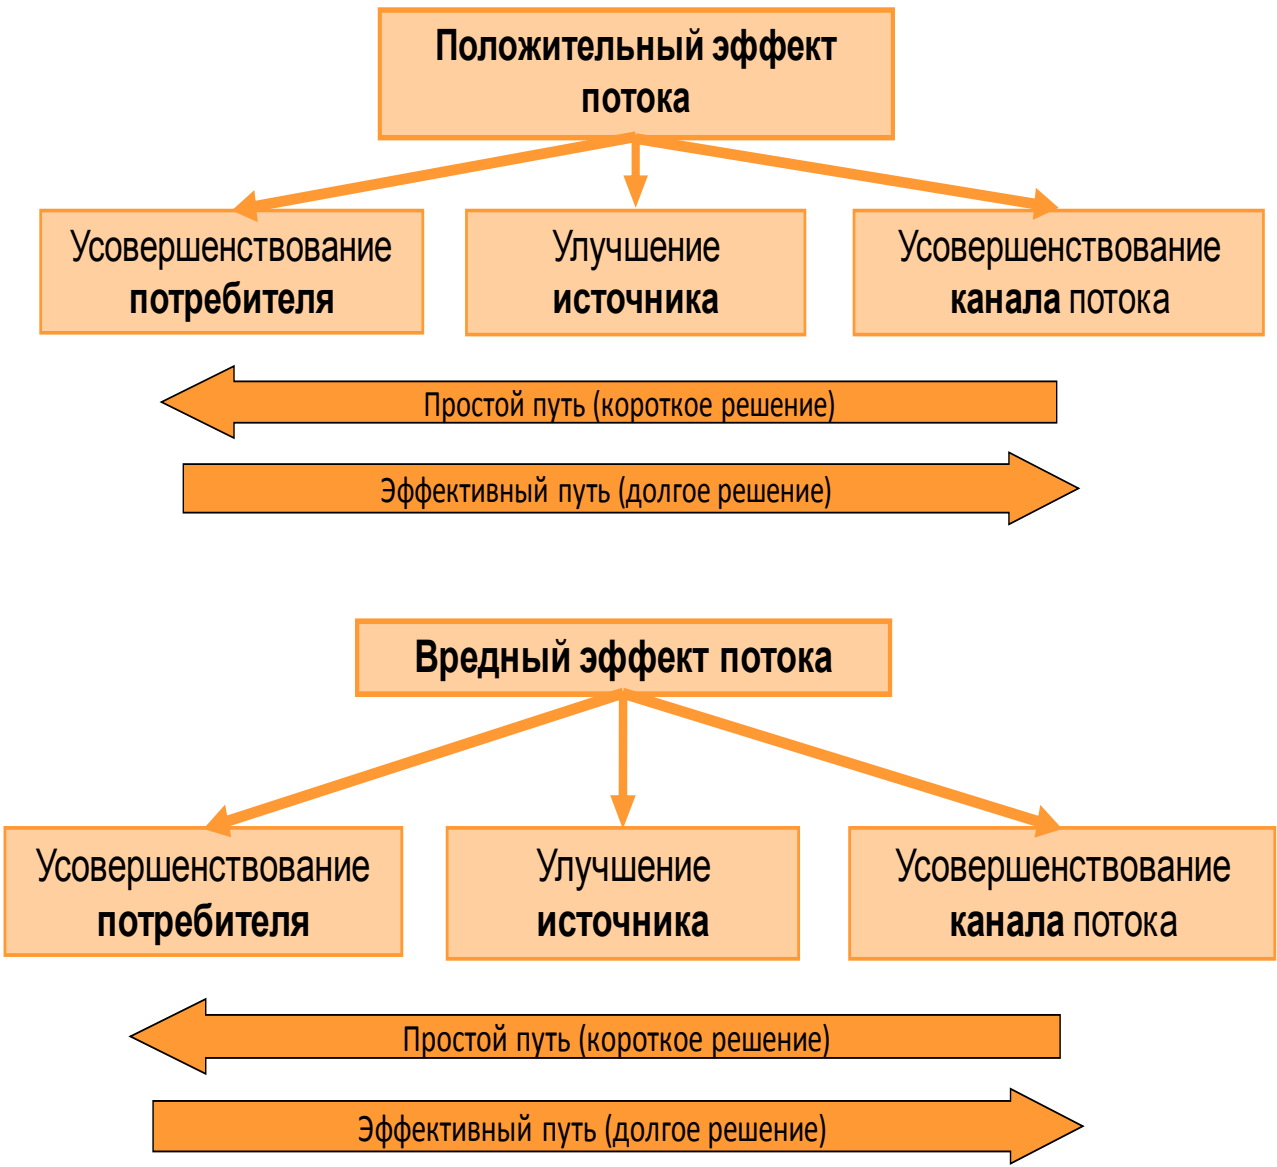 Положительный эффект
потока
Усовершенствование
потребителя
Улучшение
источника
Усовершенствование
канала потока
Простой путь (короткое решение)
Эффективный путь (долгое решение)
Вредный эффект потока
Усовершенствование
потребителя
Улучшение
источника
Усовершенствование
канала потока
Простой путь (короткое решение)
Эффективный путь (долгое решение)